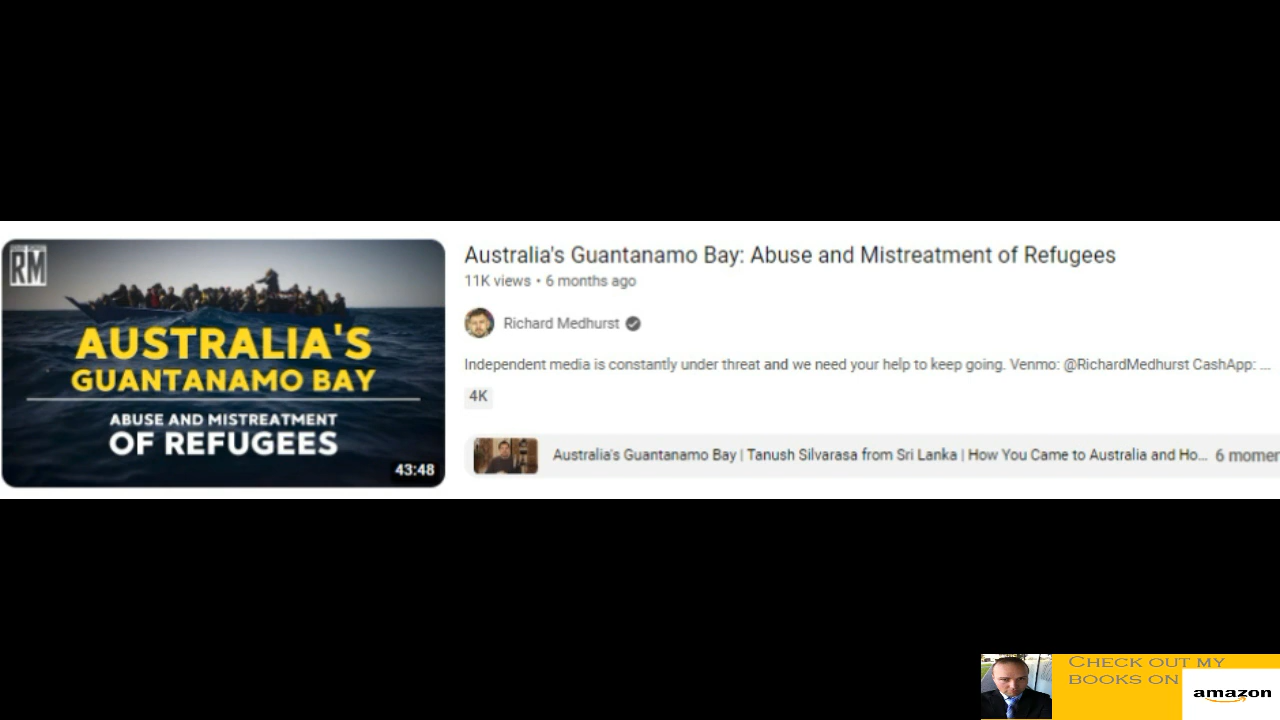 RM
AUSTRALIA'S
GUANTANAMO BAY
ABUSE AND MISTREATMENT
OF REFUGEES
43:48
Australia's Guantanamo Bay: Abuse and Mistreatment of Refugees
11K views • 6 months ago
Richard Medhurst
Independent media is constantly under threat and we need your help to keep going. Venmo: @RichardMedhurst CashApp: ...
4K
Australia's Guantanamo Bay | Tanush Silvarasa from Sri Lanka | How You Came to Australia and Ho... 6 momen
CHECK OUT MY
BOOKS ON
amazon